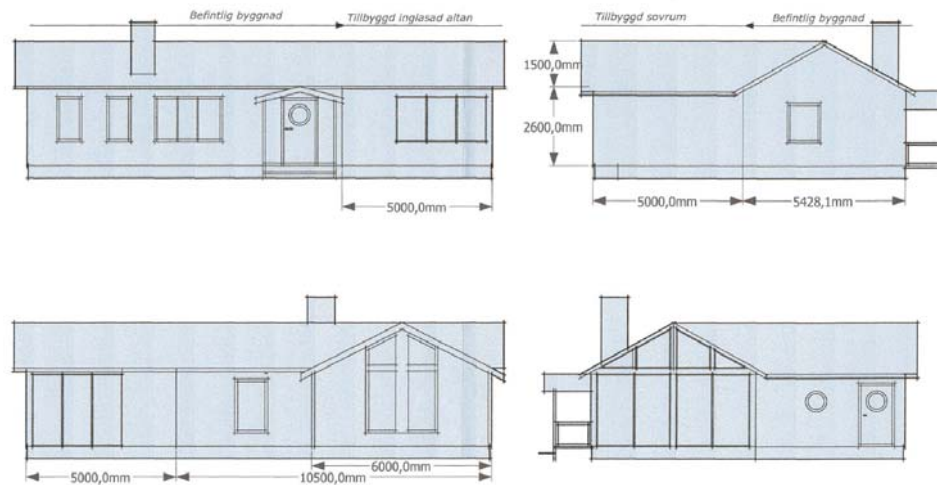 Befintlig byggnad Tillbyggd inglasad altan
Tillbyggd sovrum Befintlig byggnad
1500,0mm
2600,0mm
5000,0mm
5000,0mm 5428,1mm
6000,0mm
5000,0mm 10500,0mm